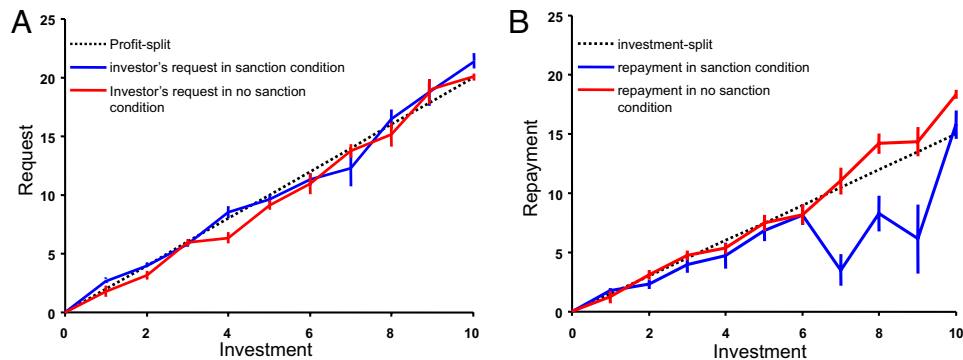 A
25
20
15
10
5
0
Request
Profit-split
investor's request in sanction condition
Investor's request in no sanction
condition
0 2 4 6 8 10
Investment
B
25
20
15
10
5
0
Repayment
investment-split
repayment in sanction condition
repayment in no sanction
condition
0 2 4 6 8 10
Investment